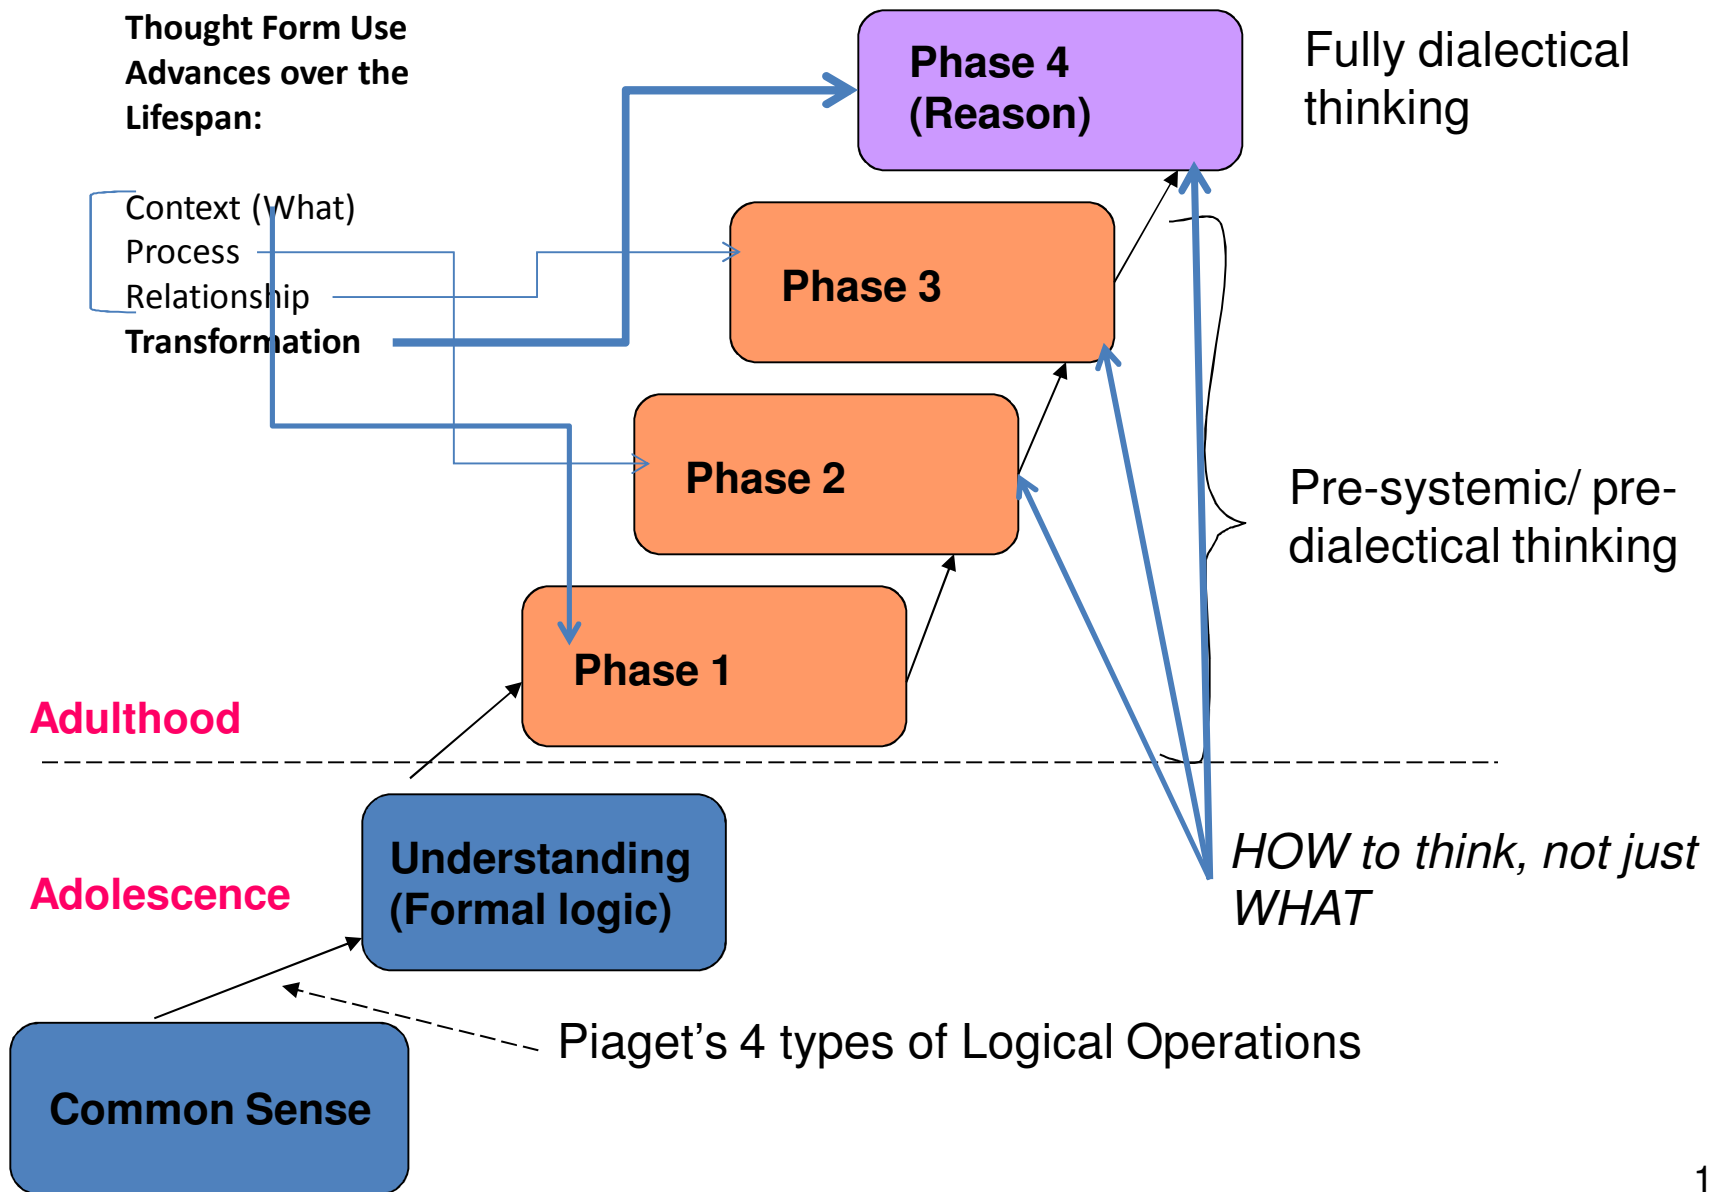 Thought Form Use
Advances over the
Lifespan:
Context (What)
Process
Relationship
Transformation
Phase 4
(Reason)
Fully dialectical
thinking
Phase 3
Phase 2
Pre-systemic/ pre-
dialectical thinking
Phase 1
Adulthood
Understanding
(Formal logic)
HOW to think, not just
WHAT
Adolescence
Piaget’s 4 types of Logical Operations
Common Sense
1